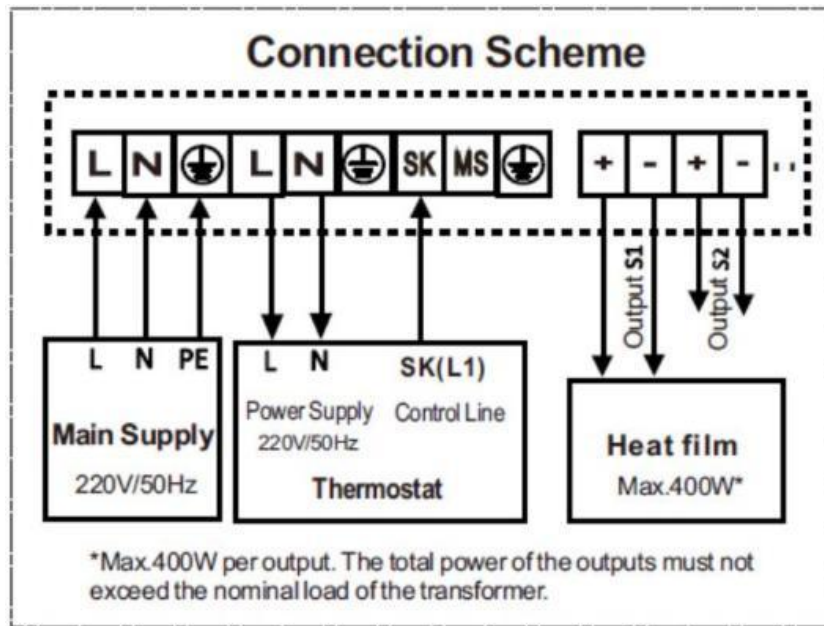 Connection Scheme
L N L N SK MS + - + - ..
Output S1
Output S2
L N PE
Main Supply
220V/50Hz
L N SK(L1)
Power Supply Control Line
220V/50Hz
Thermostat
Heat film
Max.400W*
*Max.400W per output. The total power of the outputs must not
exceed the nominal load of the transformer.